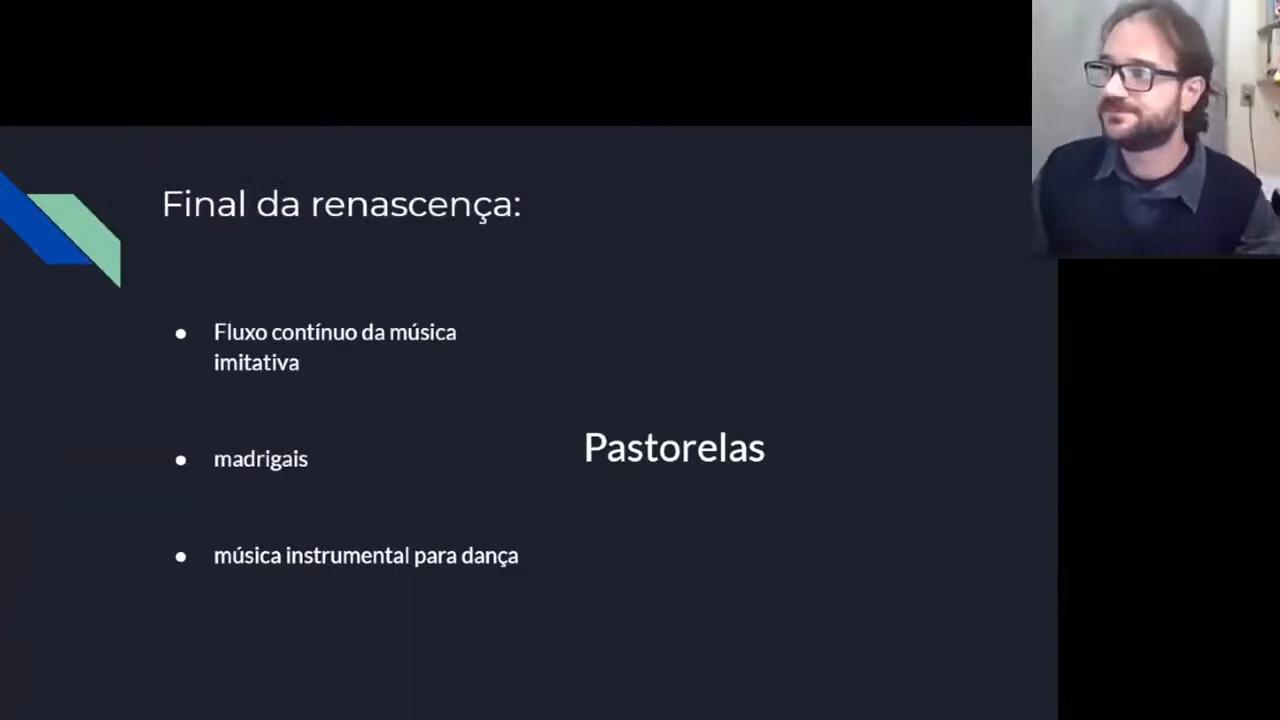 Final da renascença:
● Fluxo contínuo da música
imitativa
● madrigais
Pastorelas
● música instrumental para dança